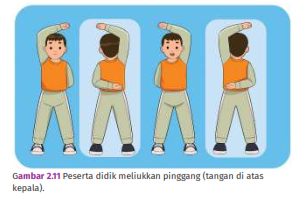 Gambar 2.11 Peserta didik meliukkan pinggang (tangan di atas
kepala).